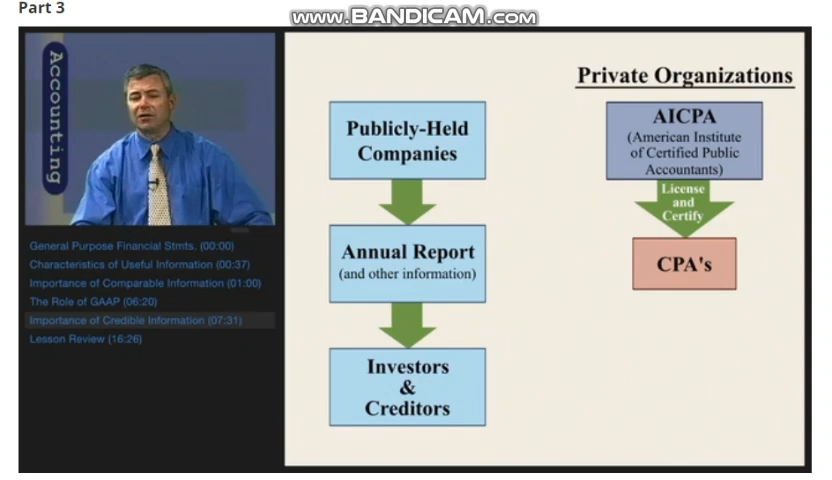 Part 3
www.BANDICAM.com
Accounting
General Purpose Financial Stmts. (00:00)
Characteristics of Useful Information (00:37)
Importance of Comparable Information (01:00)
The Role of GAAP (06:20)
Importance of Credible Information (07:31)
Lesson Review (16:26)
Publicly-Held
Companies
Annual Report
(and other information)
Investors
&
Creditors
Private Organizations
AICPA
(American Institute
of Certified Public
Accountants)
License
and
Certify
CPA's